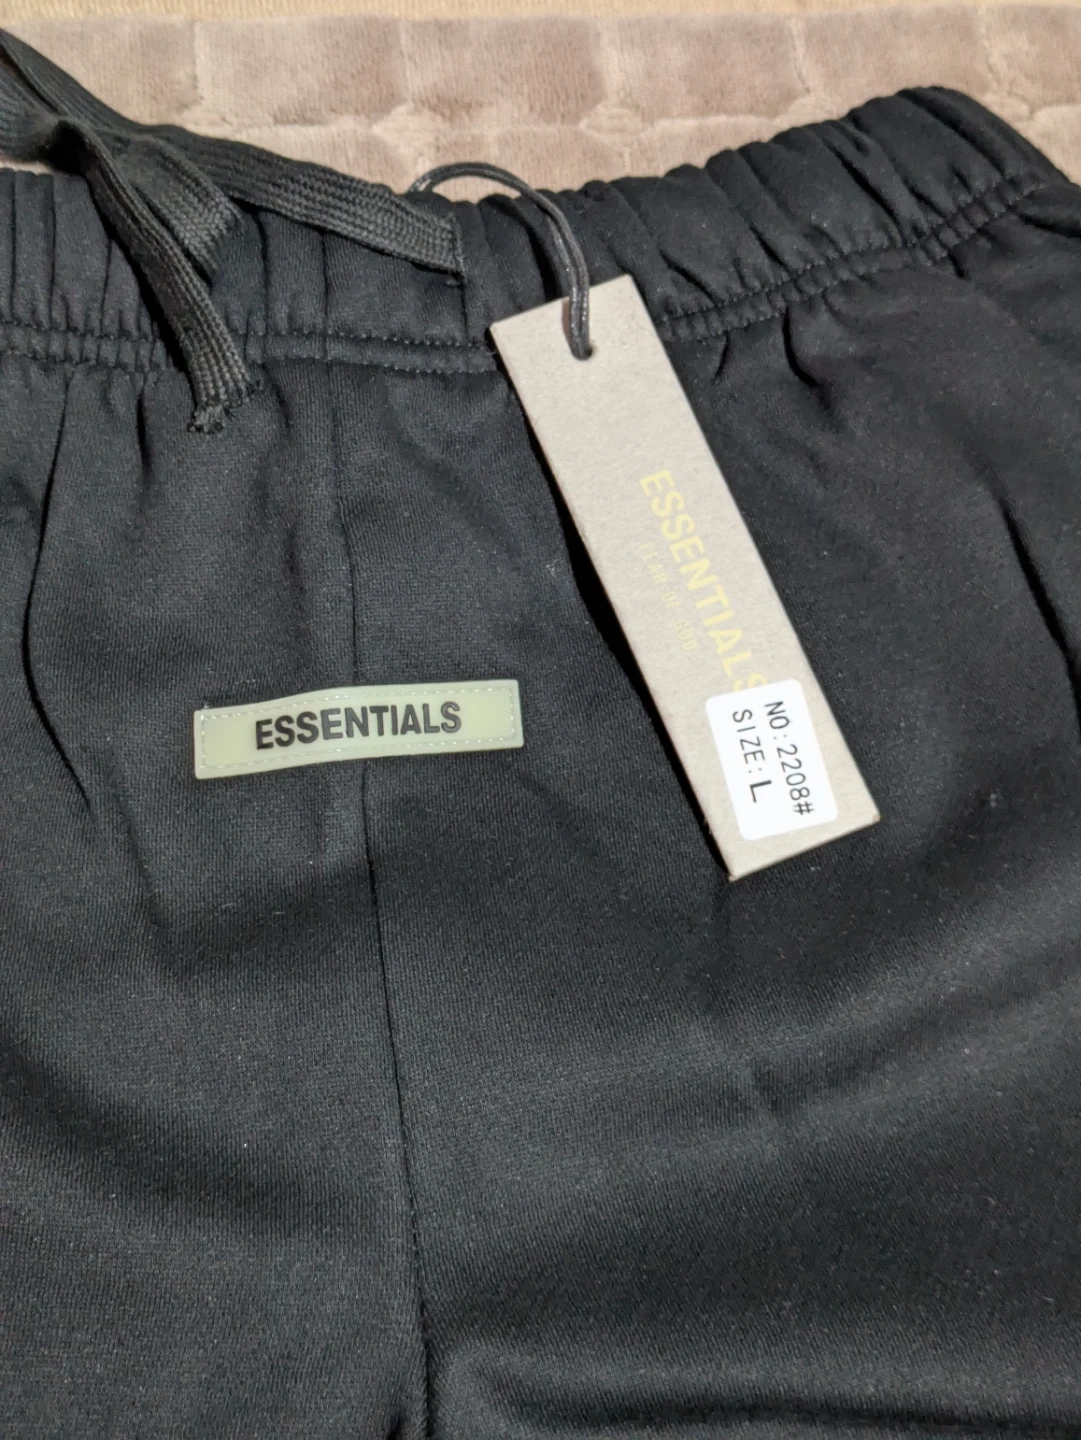 ESSENTIALS
FEAR OF GOD
NO:2208#
SIZE:L
ESSENTIALS